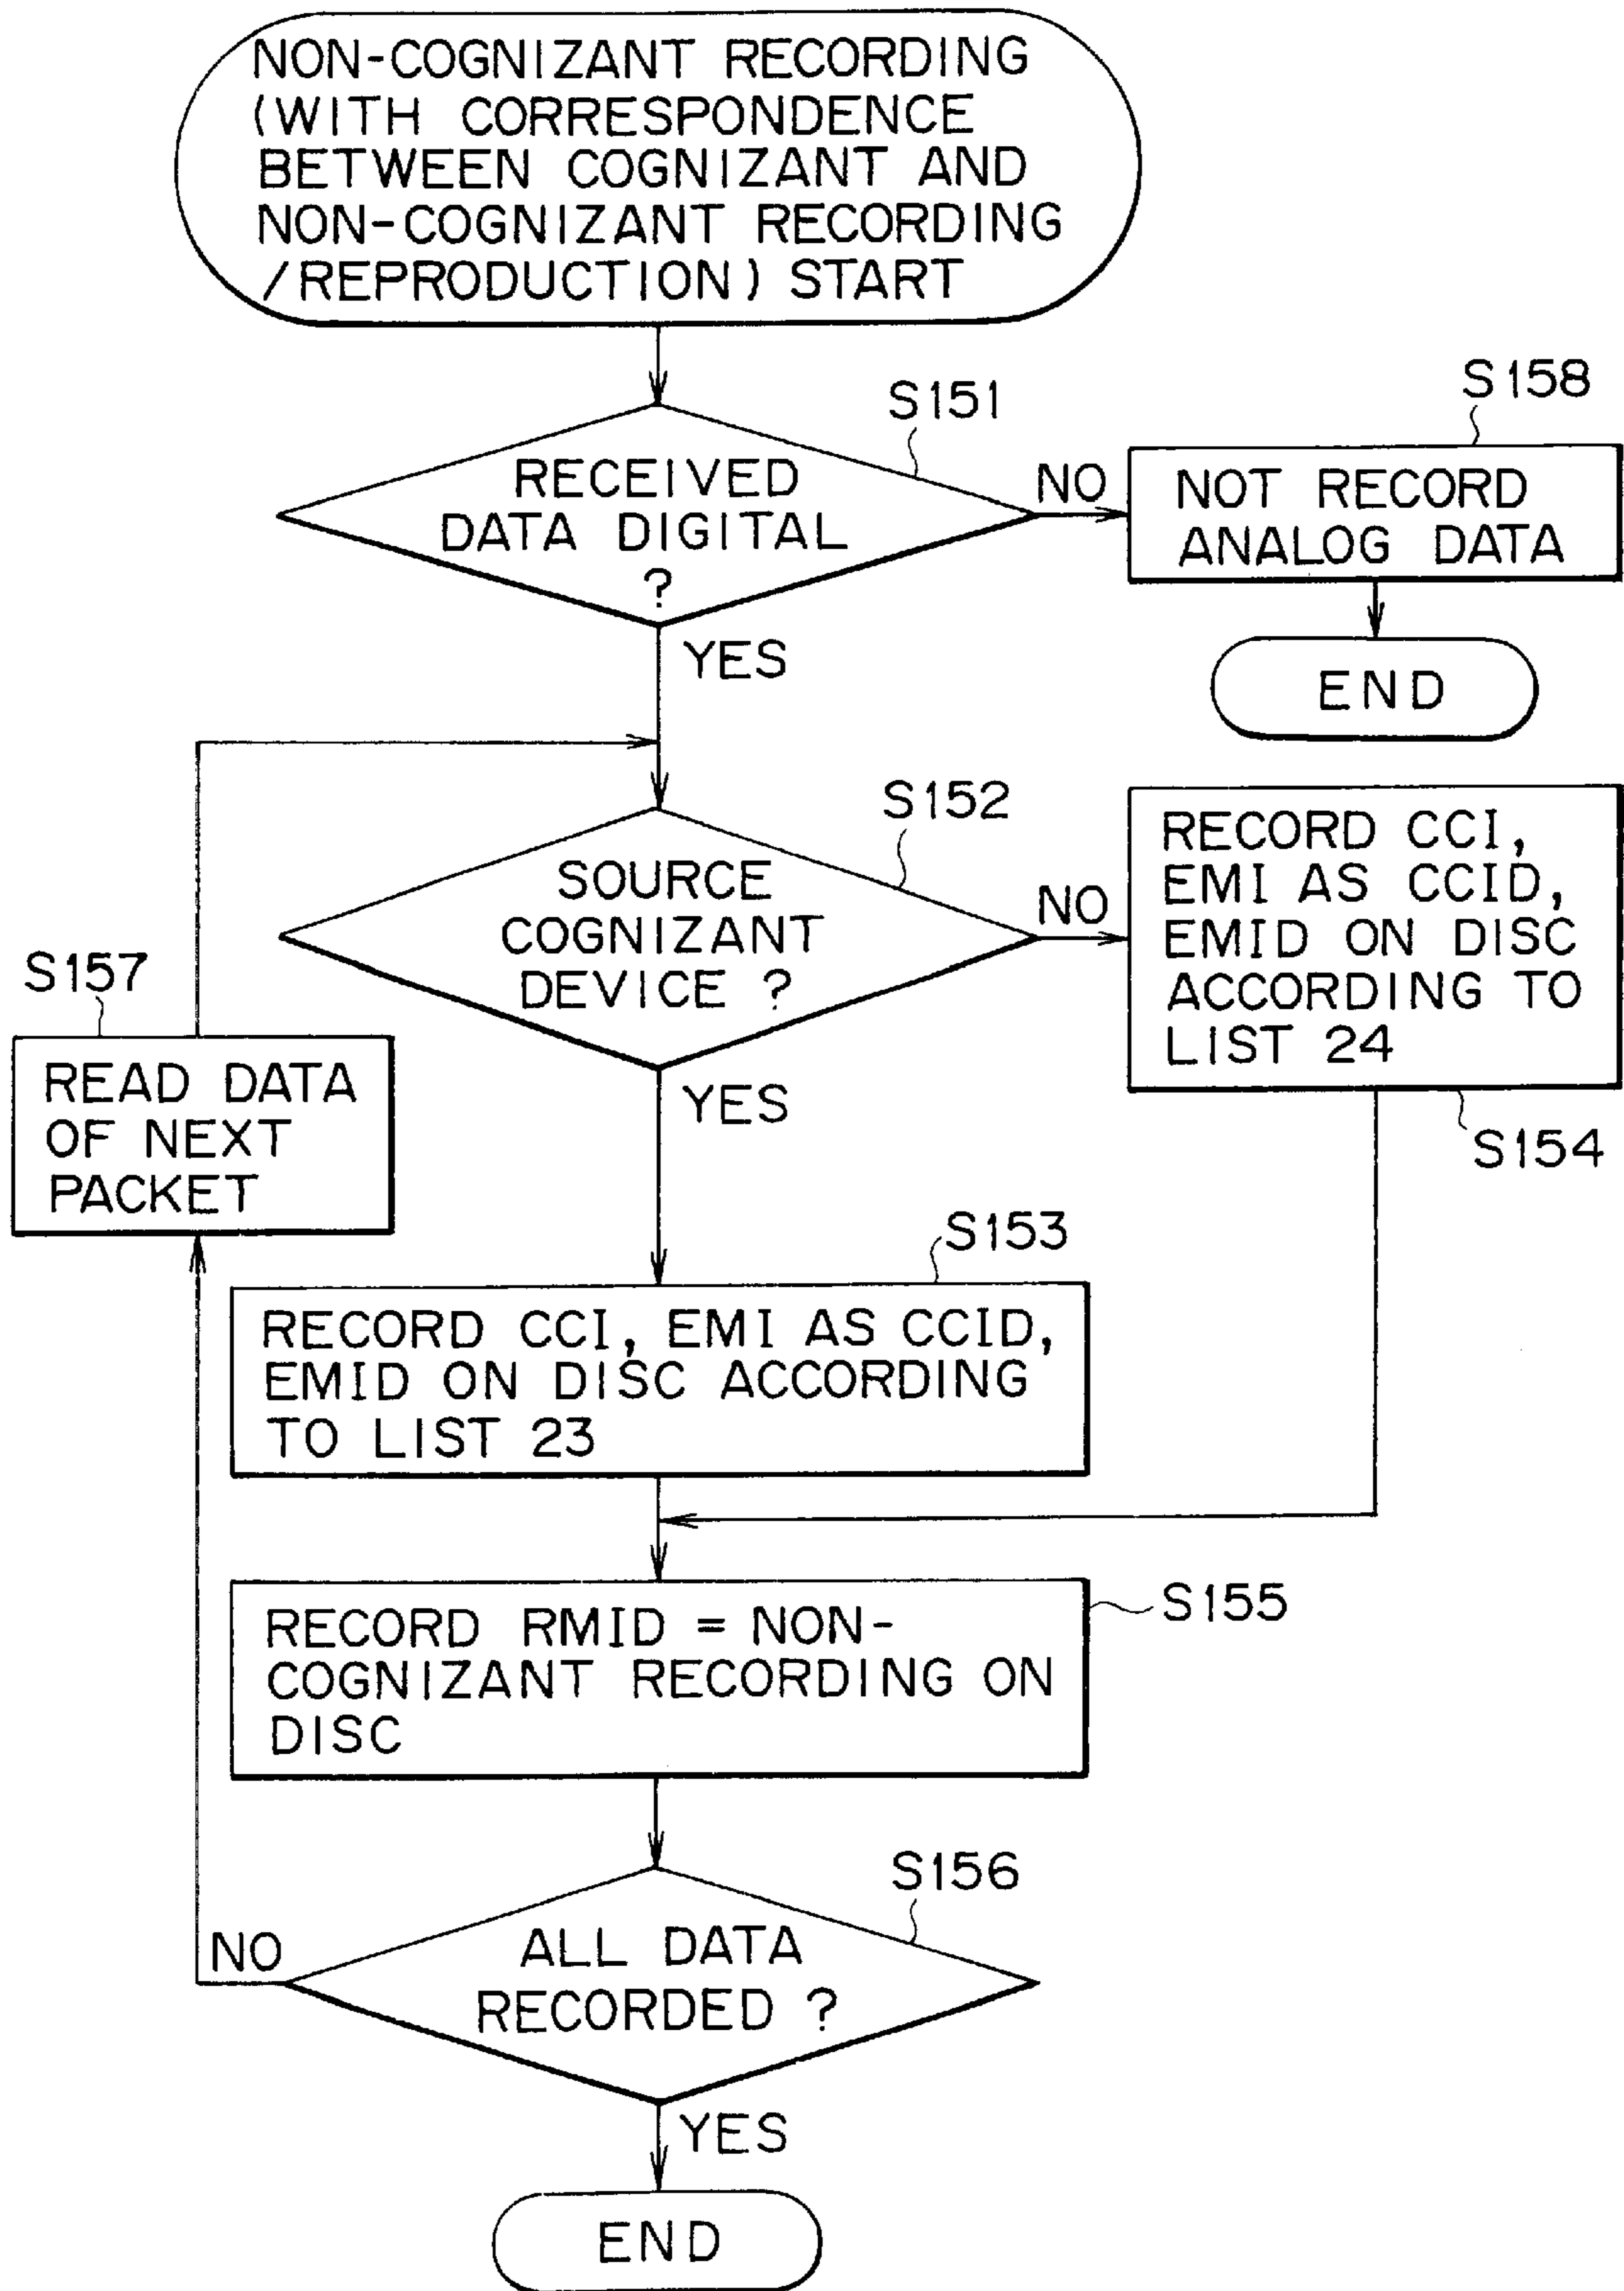 NON-COGNIZANT RECORDING
(WITH CORRESPONDENCE
BETWEEN COGNIZANT AND
NON-COGNIZANT RECORDING
/REPRODUCTION) START
S151
S158
RECEIVED
DATA DIGITAL
?
NO
NOT RECORD
ANALOG DATA
YES
END
S152
SOURCE
COGNIZANT
DEVICE ?
NO
RECORD CCI,
EMI AS CCID,
EMID ON DISC
ACCORDING TO
LIST 24
S154
S157
READ DATA
OF NEXT
PACKET
YES
S153
RECORD CCI, EMI AS CCID,
EMID ON DISC ACCORDING
TO LIST 23
RECORD RMID = NON-
COGNIZANT RECORDING ON
DISC
S155
S156
NO
ALL DATA
RECORDED ?
YES
END